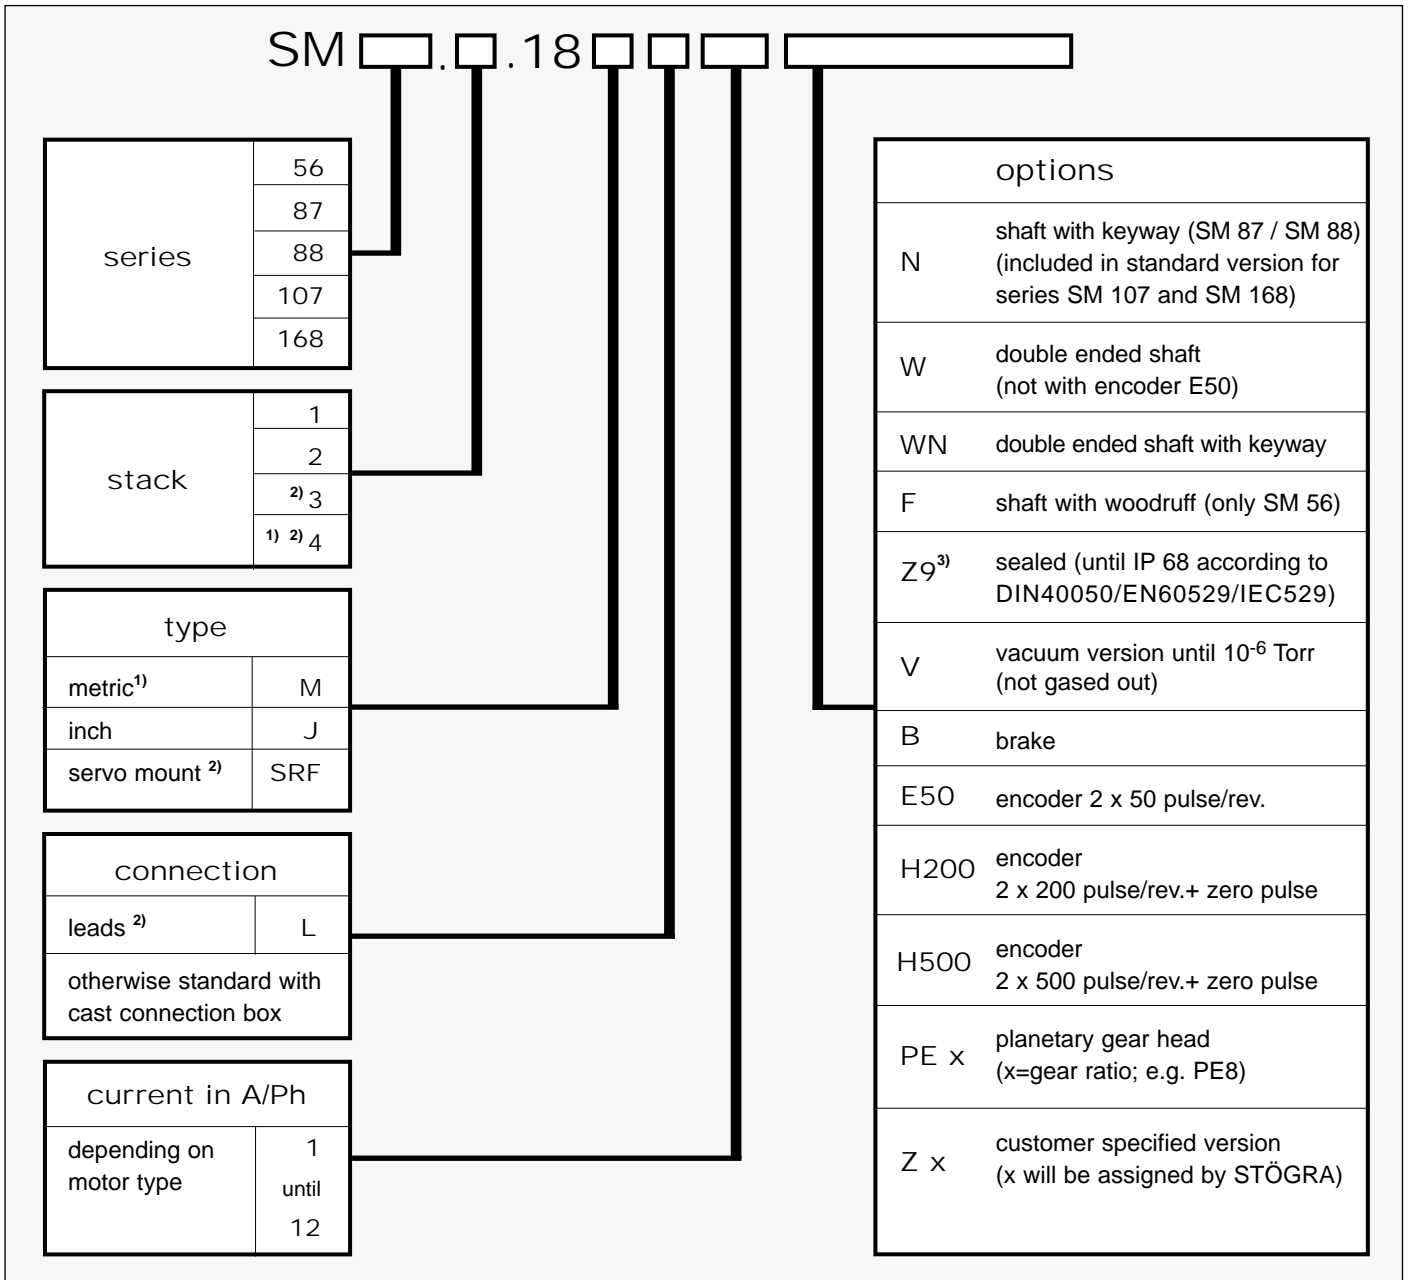 SM . .18
series
56
87
88
107
168
stack
1
2
2) 3
1) 2) 4
type
metric1) M
inch J
servo mount 2) SRF
connection
leads 2) L
otherwise standard with
cast connection box
current in A/Ph
depending on
motor type
1
until
12
options
N
shaft with keyway (SM 87 / SM 88)
(included in standard version for
series SM 107 and SM 168)
W
double ended shaft
(not with encoder E50)
WN double ended shaft with keyway
F shaft with woodruff (only SM 56)
Z93)
sealed (until IP 68 according to
DIN40050/EN60529/IEC529)
V
vacuum version until 10-6 Torr
(not gased out)
B brake
E50 encoder 2 x 50 pulse/rev.
H200
encoder
2 x 200 pulse/rev.+ zero pulse
H500
encoder
2 x 500 pulse/rev.+ zero pulse
PE x
planetary gear head
(x=gear ratio; e.g. PE8)
Z x
customer specified version
(x will be assigned by STÖGRA)